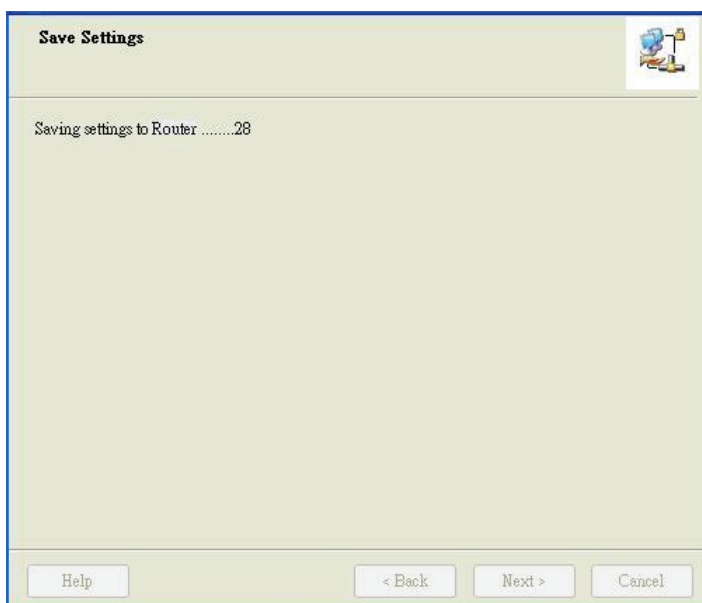 Save Settings
Saving settings to Router ........28
Help
< Back
Next >
Cancel